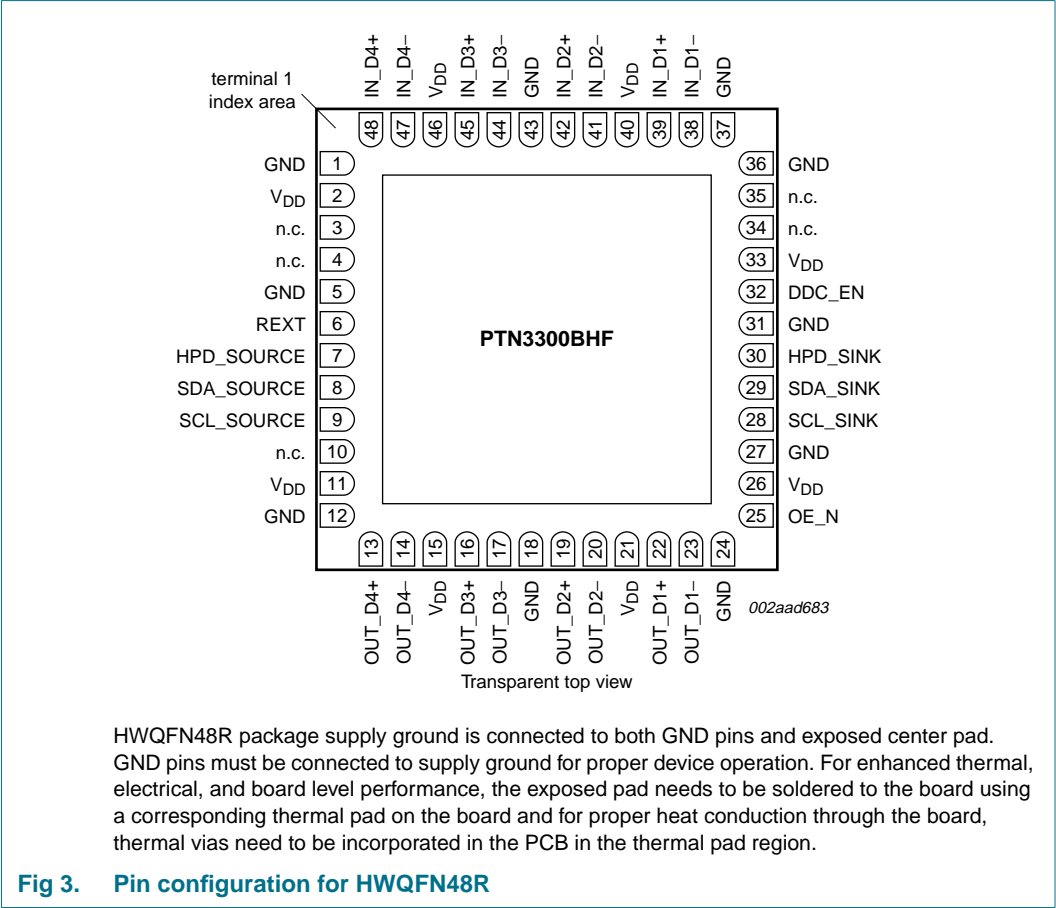 IN_D4+
IN_D4−
VDD
IN_D3+
IN_D3−
GND
IN_D2+
IN_D2−
VDD
IN_D1+
IN_D1−
GND
terminal 1
index area
48 47 46 45 44 43 42 41 40 39 38 37
GND 1 36 GND
VDD 2 35 n.c.
n.c. 3 34 n.c.
n.c. 4 33 VDD
GND 5 32 DDC_EN
REXT 6 31 GND
PTN3300BHF
HPD_SOURCE 7 30 HPD_SINK
SDA_SOURCE 8 29 SDA_SINK
SCL_SOURCE 9 28 SCL_SINK
n.c. 10 27 GND
VDD 11 26 VDD
GND 12 25 OE_N
13 14 15 16 17 18 19 20 21 22 23 24
OUT_D4+
OUT_D4−
VDD
OUT_D3+
OUT_D3−
GND
OUT_D2+
OUT_D2−
VDD
OUT_D1+
OUT_D1−
GND
002aad683
Transparent top view
HWQFN48R package supply ground is connected to both GND pins and exposed center pad.
GND pins must be connected to supply ground for proper device operation. For enhanced thermal,
electrical, and board level performance, the exposed pad needs to be soldered to the board using
a corresponding thermal pad on the board and for proper heat conduction through the board,
thermal vias need to be incorporated in the PCB in the thermal pad region.
Fig 3. Pin configuration for HWQFN48R